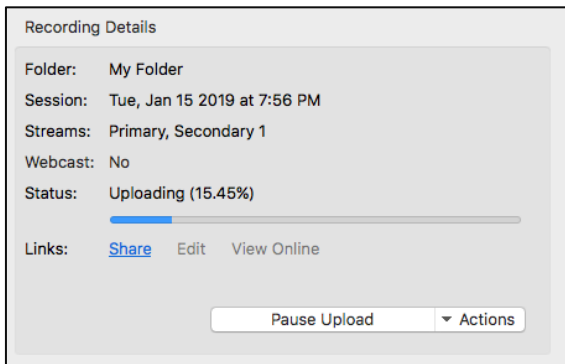 Recording Details
Folder: My Folder
Session: Tue, Jan 15 2019 at 7:56 PM
Streams: Primary, Secondary 1
Webcast: No
Status: Uploading (15.45%)
Links: Share Edit View Online
Pause Upload Actions